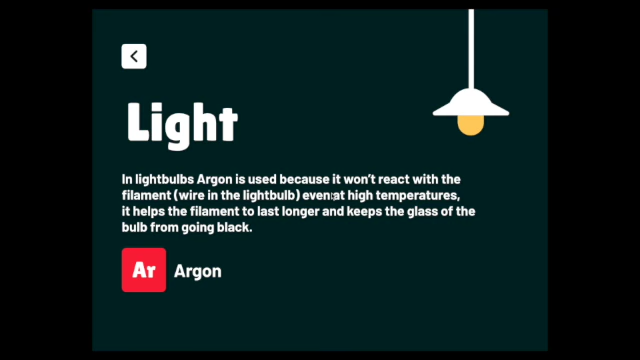 Light
In lightbulbs Argon is used because it won't react with the
filament (wire in the lightbulb) even at high temperatures,
it helps the filament to last longer and keeps the glass of the
bulb from going black.
Ar
Argon